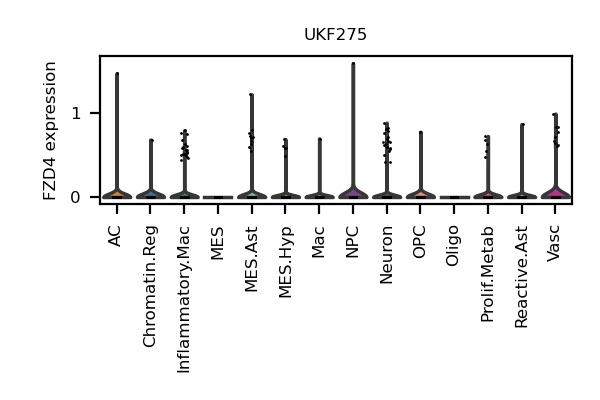 UKF275
FZD4 expression
1
0
AC
Chromatin.Reg
Inflammatory.Mac
MES
MES.Ast
MES.Hyp
Mac
NPC
Neuron
OPC
Oligo
Prolif.Metab
Reactive.Ast
Vasc